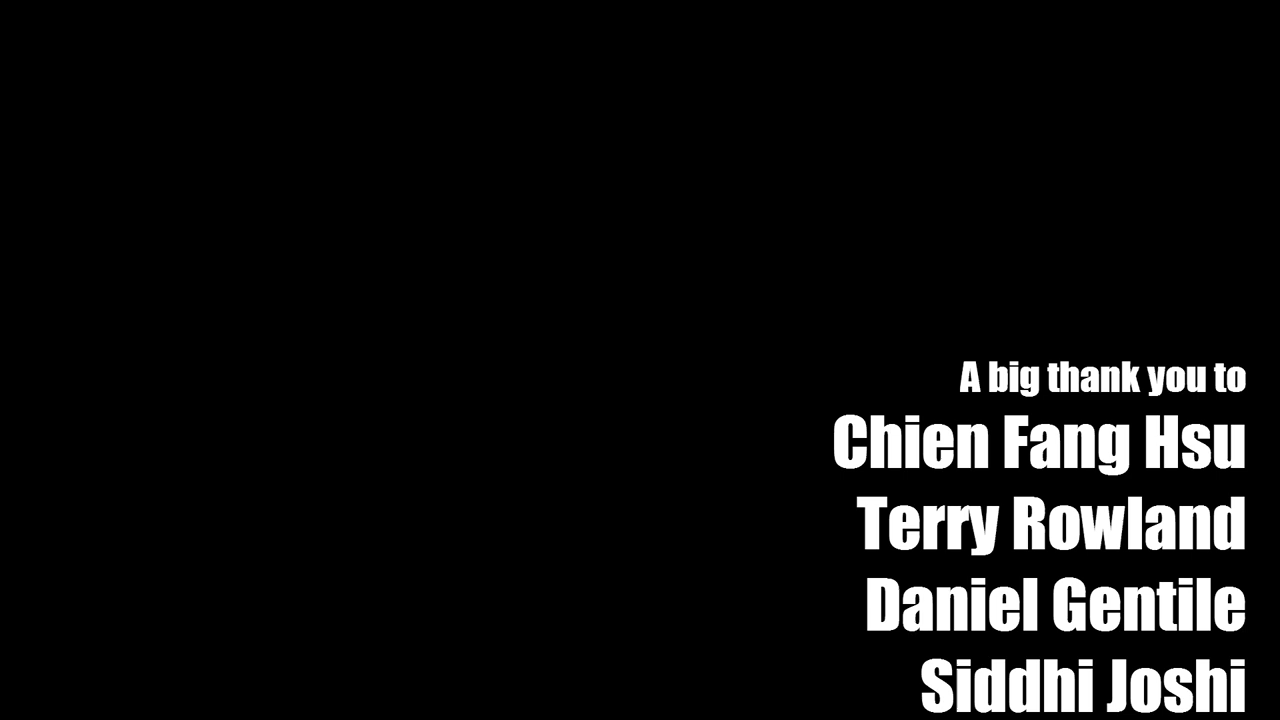 A big thank you to
Chien Fang Hsu
Terry Rowland
Daniel Gentile
Siddhi Joshi